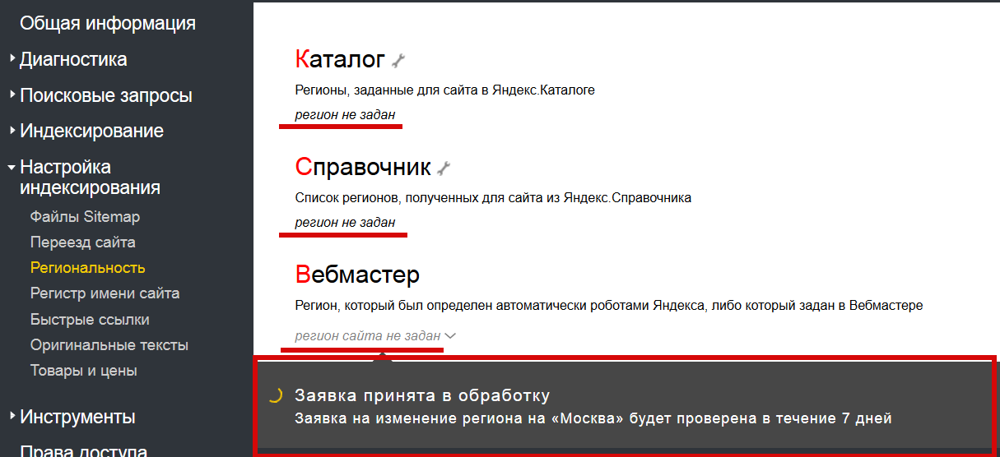 Общая информация
Диагностика
Поисковые запросы
Индексирование
Настройка
индексирования
Файлы Sitemap
Переезд сайта
Региональность
Регистр имени сайта
Быстрые ссылки
Оригинальные тексты
Товары и цены
Инструменты
Права доступа
Каталог
Регионы, заданные для сайта в Яндекс.Каталоге
регион не задан
Справочник
Список регионов, полученных для сайта из Яндекс.Справочника
регион не задан
Вебмастер
Регион, который был определен автоматически роботами Яндекса, либо который задан в Вебмастере
регион сайта не задан
Заявка принята в обработку
Заявка на изменение региона на «Москва» будет проверена в течение 7 дней